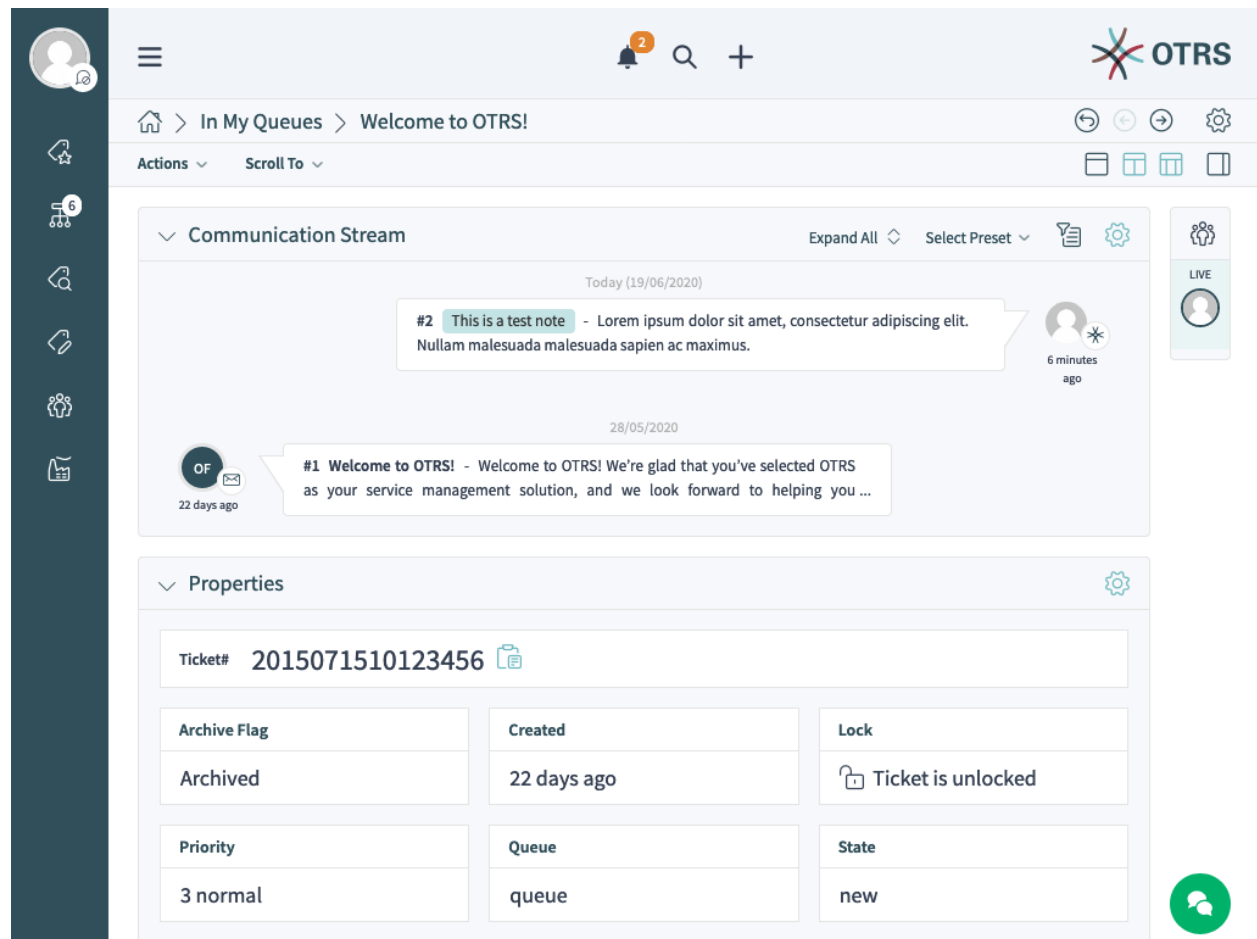 2
OTRS
In My Queues > Welcome to OTRS!
Actions
Scroll To
6
Communication Stream
Expand All
Select Preset
LIVE
Today (19/06/2020)
#2 This is a test note - Lorem ipsum dolor sit amet, consectetur adipiscing elit.
Nullam malesuada malesuada sapien ac maximus.
6 minutes
ago
28/05/2020
OF
22 days ago
#1 Welcome to OTRS! - Welcome to OTRS! We're glad that you've selected OTRS
as your service management solution, and we look forward to helping you ...
Properties
Ticket# 2015071510123456
Archive Flag
Archived
Created
22 days ago
Lock
Ticket is unlocked
Priority
3 normal
Queue
queue
State
new